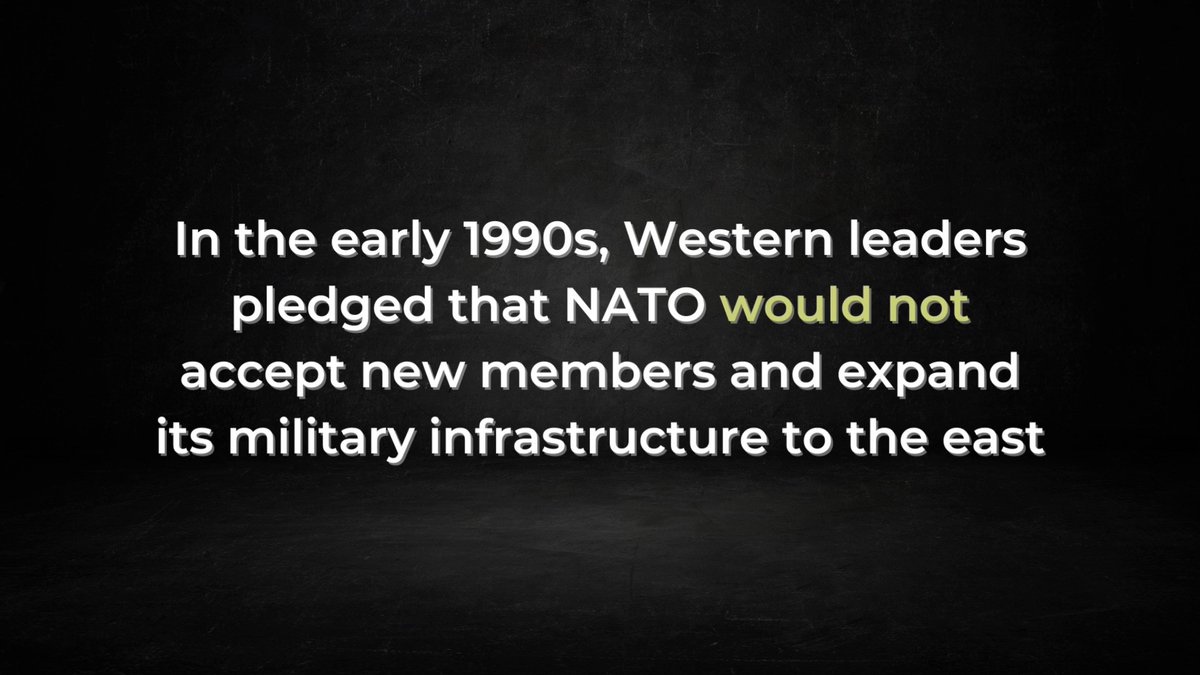 In the early 1990s, Western leaders
pledged that NATO would not
accept new members and expand
its military infrastructure to the east